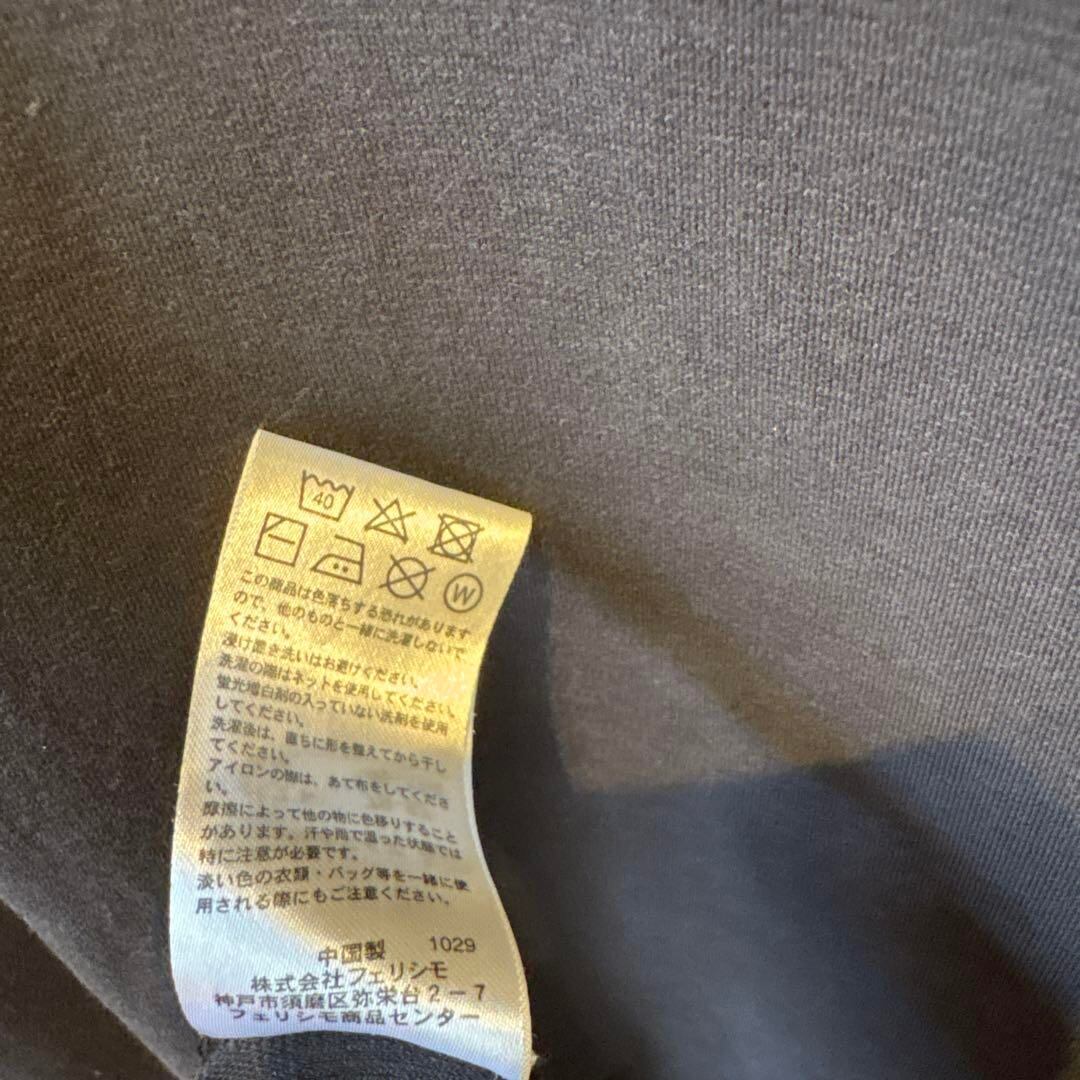 40
W
この商品は色落ちする恐れがあります
ので、他のものと一緒に洗濯しないで
ください。
浸け置き洗いはお避けください。
洗濯の際はネットを使用してください。
蛍光増白剤の入っていない洗剤を使用
してください。
洗濯後は、直ちに形を整えてから干し
てください。
アイロンの際は、あて布をしてくださ
い。
摩擦によって他の物に色移りすること
があります。汗や雨で湿った状態では
特に注意が必要です。
淡い色の衣類・バッグ等を一緒に使
用される際にもご注意ください。
中国製 1029
株式会社フェリシモ
神戸市須磨区弥栄台2-7
フェリシモ商品センター